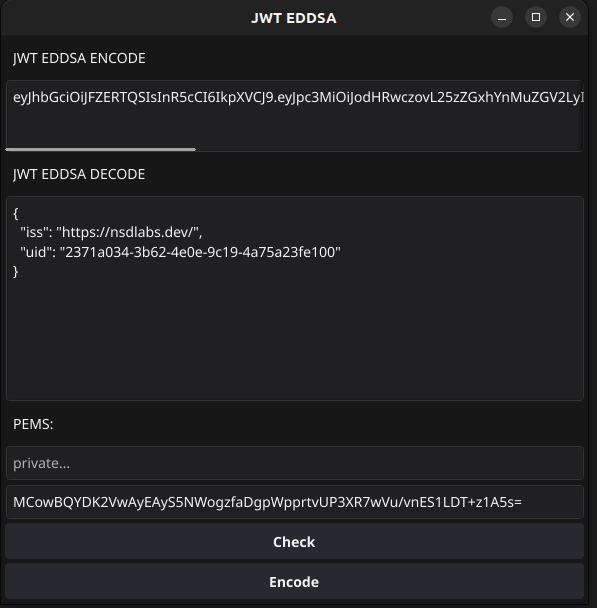 JWT EDDSA
JWT EDDSA ENCODE
eyJhbGciOiJFZERTQSIsInR5cCI6IkpXVCJ9.eyJpc3MiOiJodHRwczovL25zZGxhYnMuZGV2LyI
JWT EDDSA DECODE
{
"iss": "https://nsdlabs.dev/",
"uid": "2371a034-3b62-4e0e-9c19-4a75a23fe100"
}
PEMS:
private...
MCowBQYDK2VwAyEAyS5NWogzfaDgpWpprtvUP3XR7wVu/vnES1LDT+z1A5s=
Check
Encode